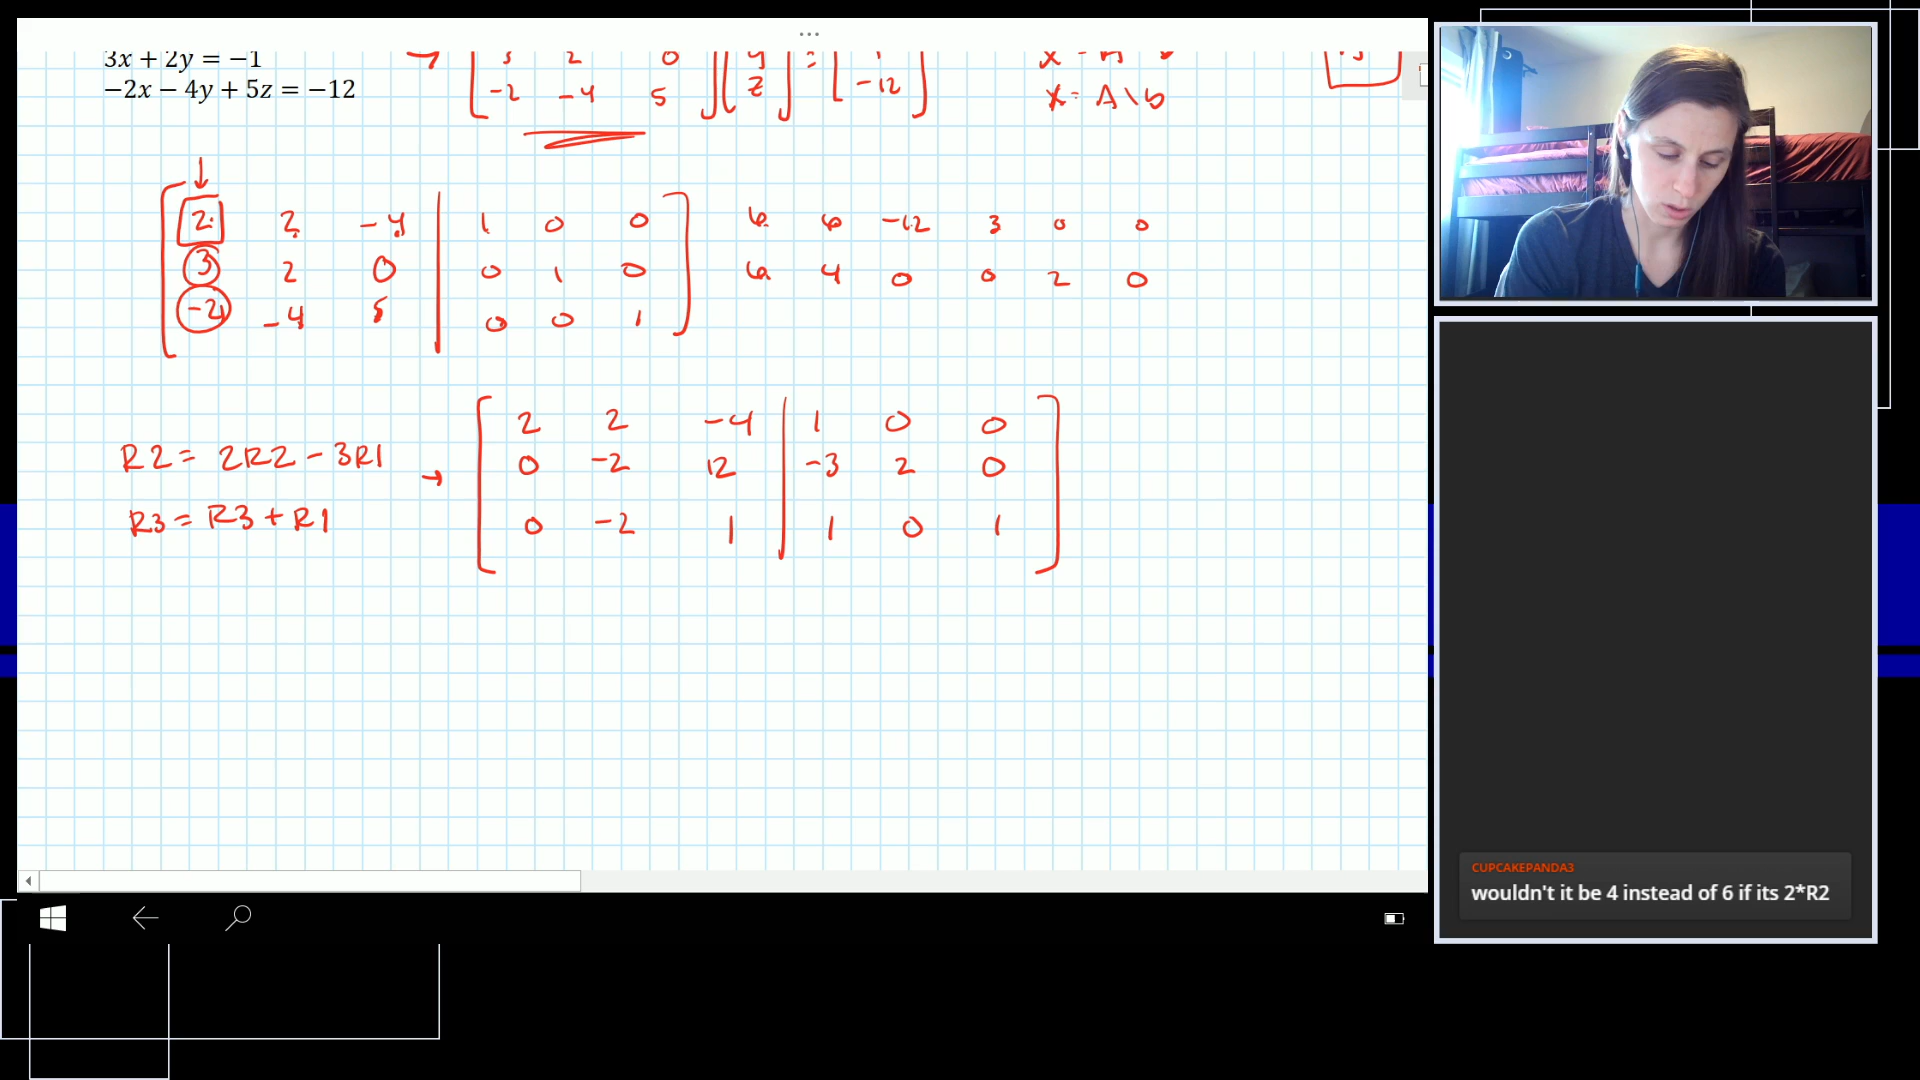 3x + 2y = −1
−2x − 4y + 5z = −12
→ [ 3 2 0 ] [ y ] = [
-2 -4 5 z -12
x = A\b
2 2 -4 | 1 0 0
3 2 0 | 0 1 0
-2 -4 5 | 0 0 1
6 6 -12 3 0 0
6 4 0 0 2 0
R2 = 2R2 - 3R1
R3 = R3 + R1
→
2 2 -4 | 1 0 0
0 -2 12 | -3 2 0
0 -2 1 | 1 0 1
CUPCAKEPANDA3
wouldn't it be 4 instead of 6 if its 2*R2